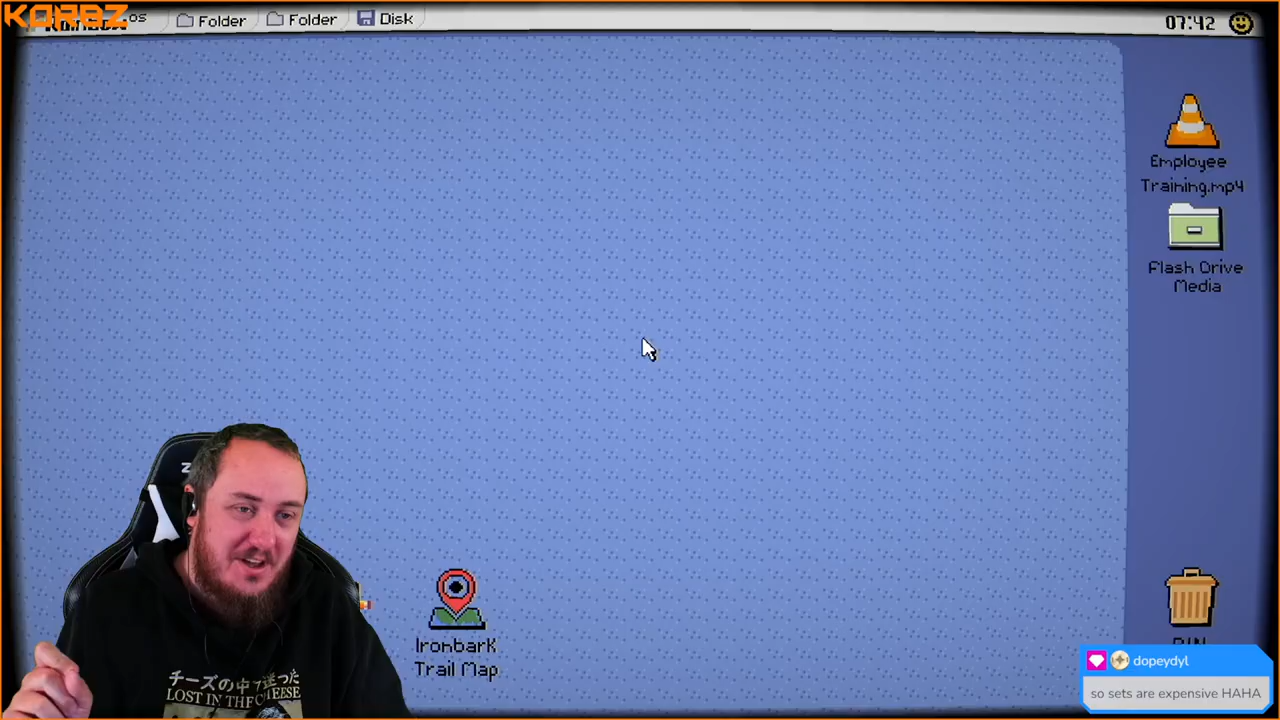 KORBZ
os
Folder
Folder
Disk
07:42
Employee
Training.mp4
Flash Drive
Media
Ironbark
Trail Map
チーズの中で迷った
LOST IN THE CHEESE
dopeydyl
so sets are expensive HAHA